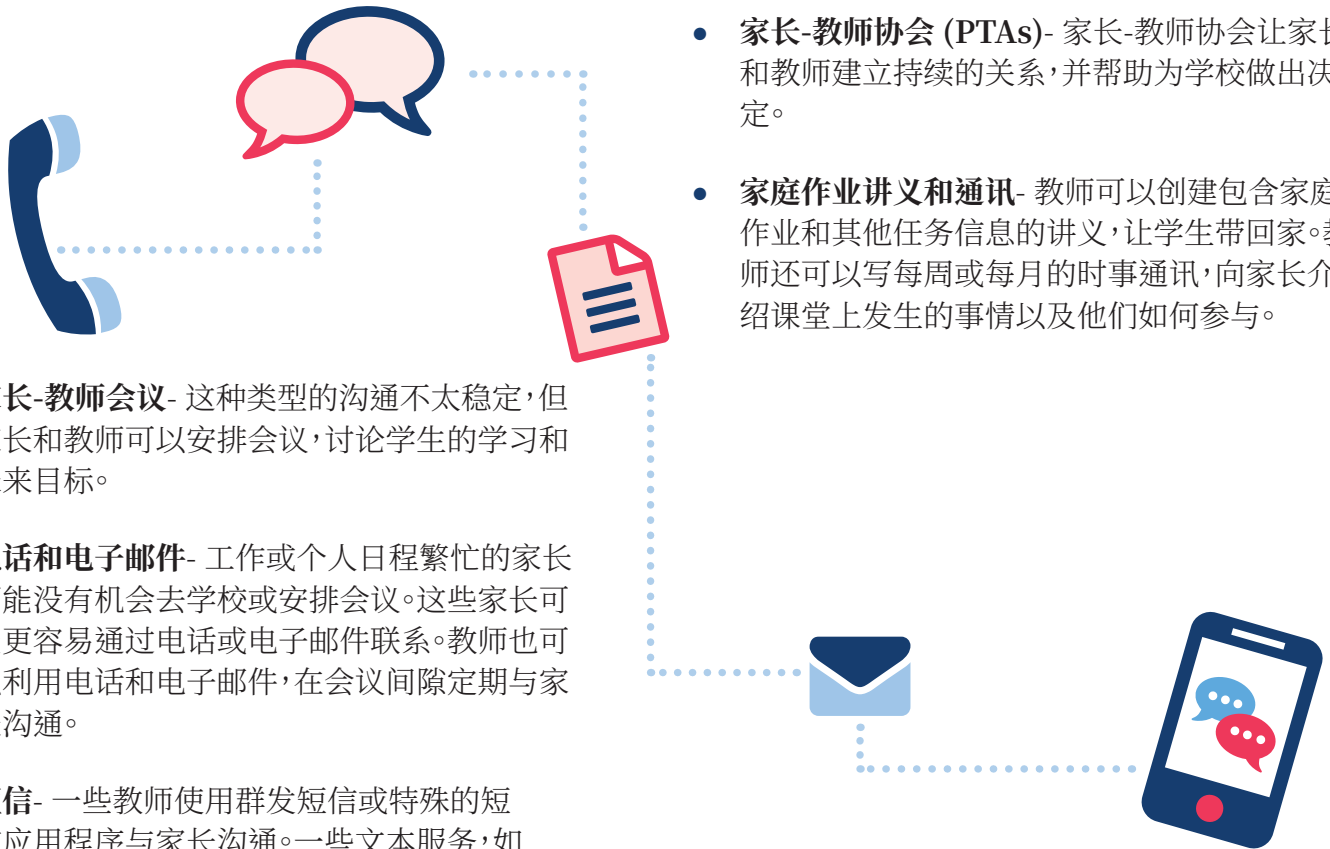 长-教师会议- 这种类型的沟通不太稳定，但
长和教师可以安排会议，讨论学生的学习和
来目标。
话和电子邮件- 工作或个人日程繁忙的家长
能没有机会去学校或安排会议。这些家长可
更容易通过电话或电子邮件联系。教师也可
利用电话和电子邮件，在会议间隙定期与家
沟通。
信- 一些教师使用群发短信或特殊的短
应用程序与家长沟通。一些文本服务，如
• 家长-教师协会 (PTAs)- 家长-教师协会让家长
和教师建立持续的关系，并帮助为学校做出决
定。
• 家庭作业讲义和通讯- 教师可以创建包含家庭
作业和其他任务信息的讲义，让学生带回家。教
师还可以写每周或每月的时事通讯，向家长介
绍课堂上发生的事情以及他们如何参与。